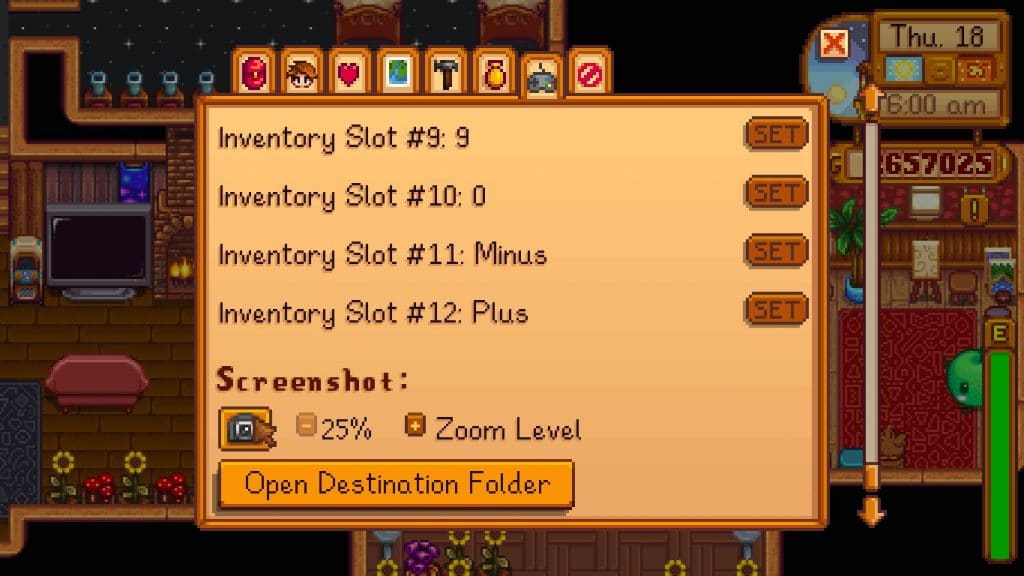 Thu. 18
6:00 am
2657025
Inventory Slot #9: 9
SET
Inventory Slot #10: 0
SET
Inventory Slot #11: Minus
SET
Inventory Slot #12: Plus
SET
Screenshot:
25%
Zoom Level
Open Destination Folder
!
E